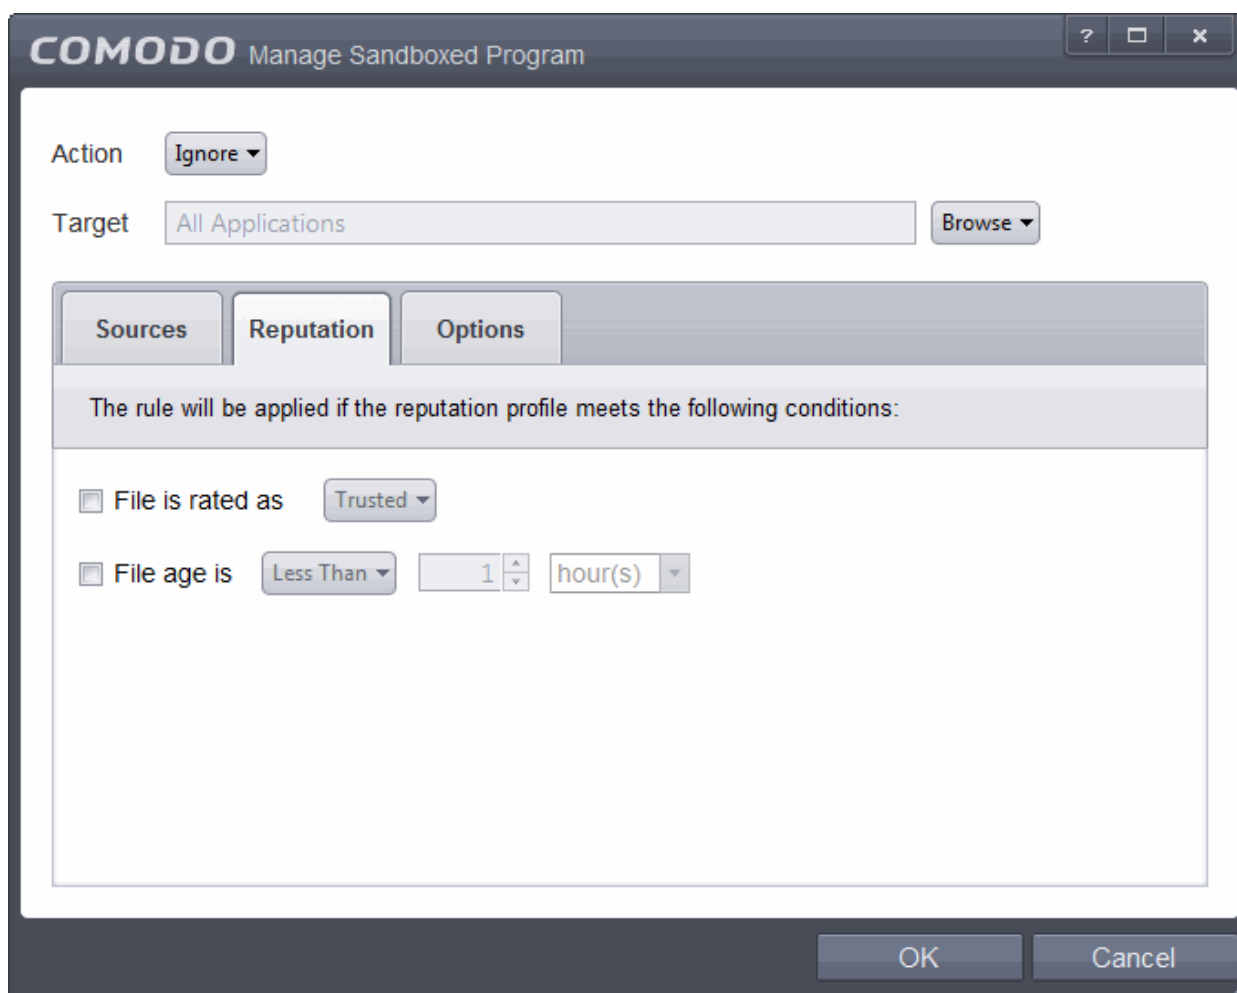 COMODO Manage Sandboxed Program ?
Action Ignore
Target All Applications Browse
Sources Reputation Options
The rule will be applied if the reputation profile meets the following conditions:
File is rated as Trusted
File age is Less Than 1 hour(s)
OK Cancel